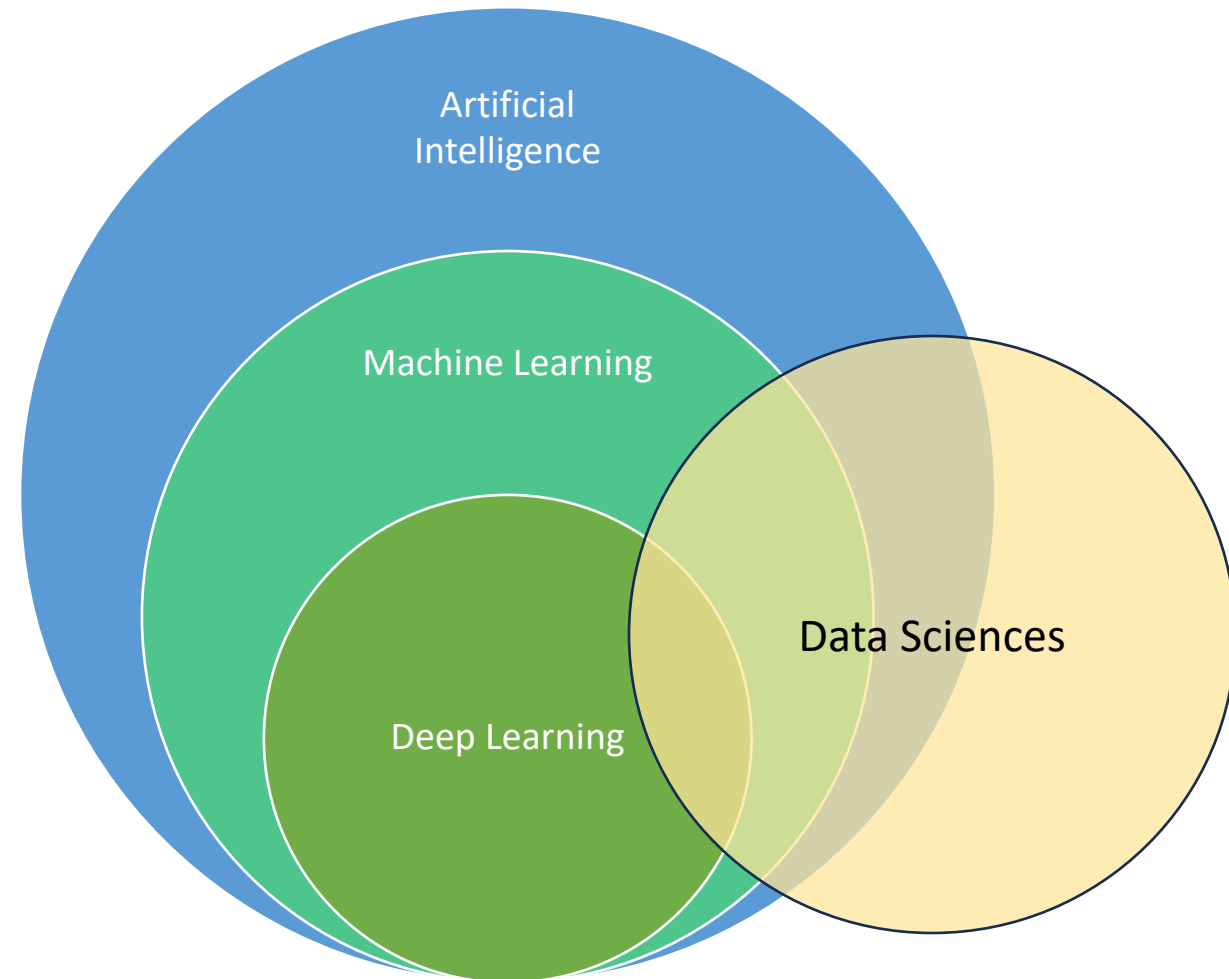 Artificial
Intelligence
Machine Learning
Data Sciences
Deep Learning